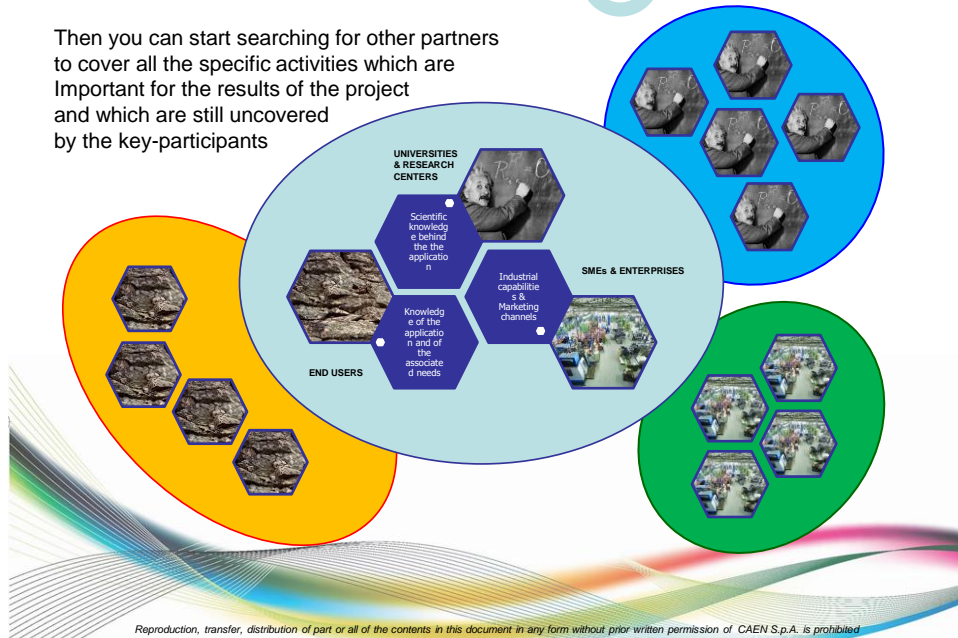 Then you can start searching for other partners
to cover all the specific activities which are
Important for the results of the project
and which are still uncovered
by the key-participants
UNIVERSITIES
& RESEARCH
CENTERS
Scientific
knowledg
e behind
the the
applicatio
n
Industrial
capabilitie
s &
Marketing
channels
SMEs & ENTERPRISES
Knowledg
e of the
applicatio
n and of
the
associate
d needs
END USERS
Reproduction, transfer, distribution of part or all of the contents in this document in any form without prior written permission of CAEN S.p.A. is prohibited